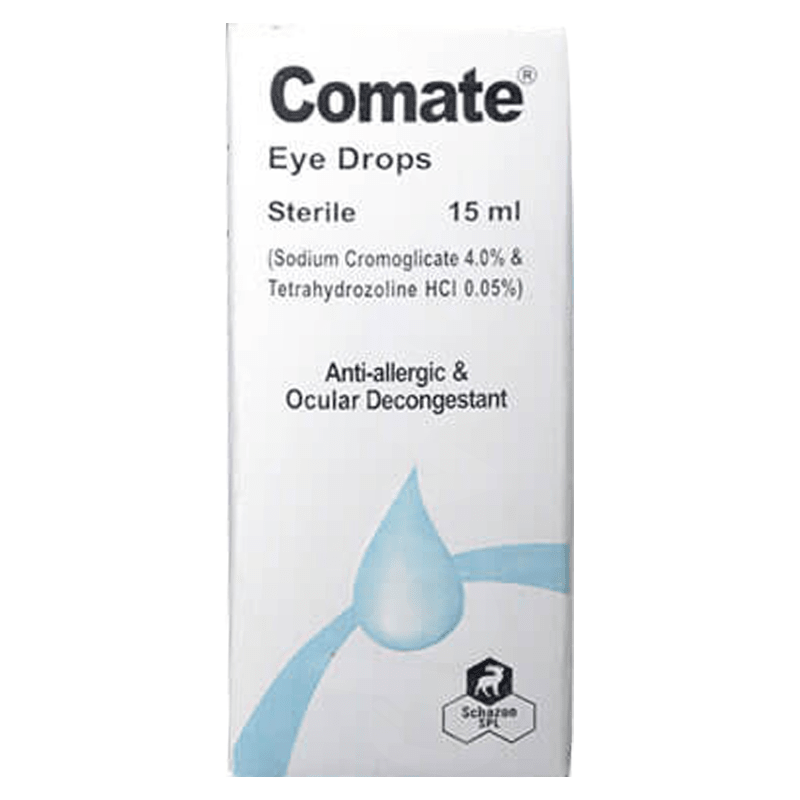 Comate®
Eye Drops
Sterile 15 ml
(Sodium Cromoglicate 4.0% &
Tetrahydrozoline HCl 0.05%)
Anti-allergic &
Ocular Decongestant
Schazoo
SPL